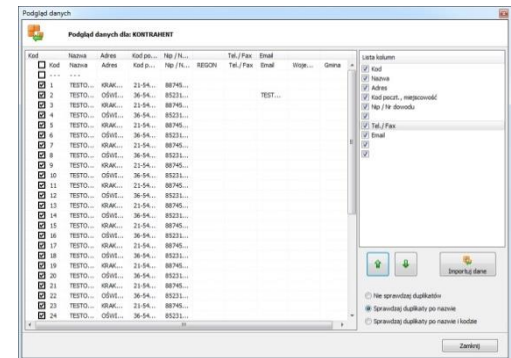 Podgląd danych
Podgląd danych dla: KONTRAHENT
Kod Nazwa Adres Kod po... Nip / N... Tel. / Fax Email
Kod Nazwa Adres Kod p... Nip / N... REGON Tel. / Fax Email Woje... Gmina
--- ---
1 TESTO... KRAK... 21-54... 88745...
2 TESTO... OŚWI... 36-54... 85231... TEST...
3 TESTO... KRAK... 21-54... 88745...
4 TESTO... OŚWI... 36-54... 85231...
5 TESTO... KRAK... 21-54... 88745...
6 TESTO... OŚWI... 36-54... 85231...
7 TESTO... KRAK... 21-54... 88745...
8 TESTO... OŚWI... 36-54... 85231...
9 TESTO... KRAK... 21-54... 88745...
10 TESTO... OŚWI... 36-54... 85231...
11 TESTO... KRAK... 21-54... 88745...
12 TESTO... OŚWI... 36-54... 85231...
13 TESTO... KRAK... 21-54... 88745...
14 TESTO... OŚWI... 36-54... 85231...
15 TESTO... KRAK... 21-54... 88745...
16 TESTO... OŚWI... 36-54... 85231...
17 TESTO... KRAK... 21-54... 88745...
18 TESTO... OŚWI... 36-54... 85231...
19 TESTO... KRAK... 21-54... 88745...
20 TESTO... OŚWI... 36-54... 85231...
21 TESTO... KRAK... 21-54... 88745...
22 TESTO... OŚWI... 36-54... 85231...
23 TESTO... KRAK... 21-54... 88745...
24 TESTO... OŚWI... 36-54... 85231...
Lista kolumn
Kod
Nazwa
Adres
Kod poczt., miejscowość
Nip / Nr dowodu
Tel. / Fax
Email
Importuj dane
Nie sprawdzaj duplikatów
Sprawdzaj duplikaty po nazwie
Sprawdzaj duplikaty po nazwie i kodzie
Zamknij